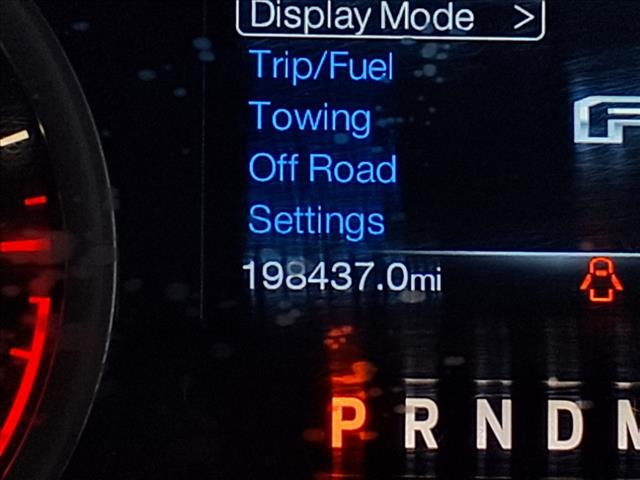 Display Mode >
Trip/Fuel
Towing
Off Road
Settings
198437.0mi
P R N D M